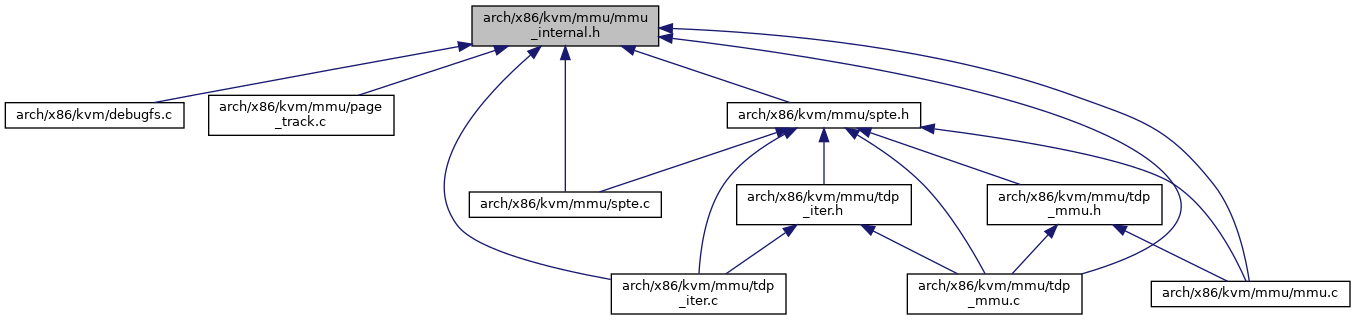 arch/x86/kvm/mmu/mmu
_internal.h
arch/x86/kvm/debugfs.c
arch/x86/kvm/mmu/page
_track.c
arch/x86/kvm/mmu/spte.h
arch/x86/kvm/mmu/spte.c
arch/x86/kvm/mmu/tdp
_iter.h
arch/x86/kvm/mmu/tdp
_mmu.h
arch/x86/kvm/mmu/tdp
_iter.c
arch/x86/kvm/mmu/tdp
_mmu.c
arch/x86/kvm/mmu/mmu.c